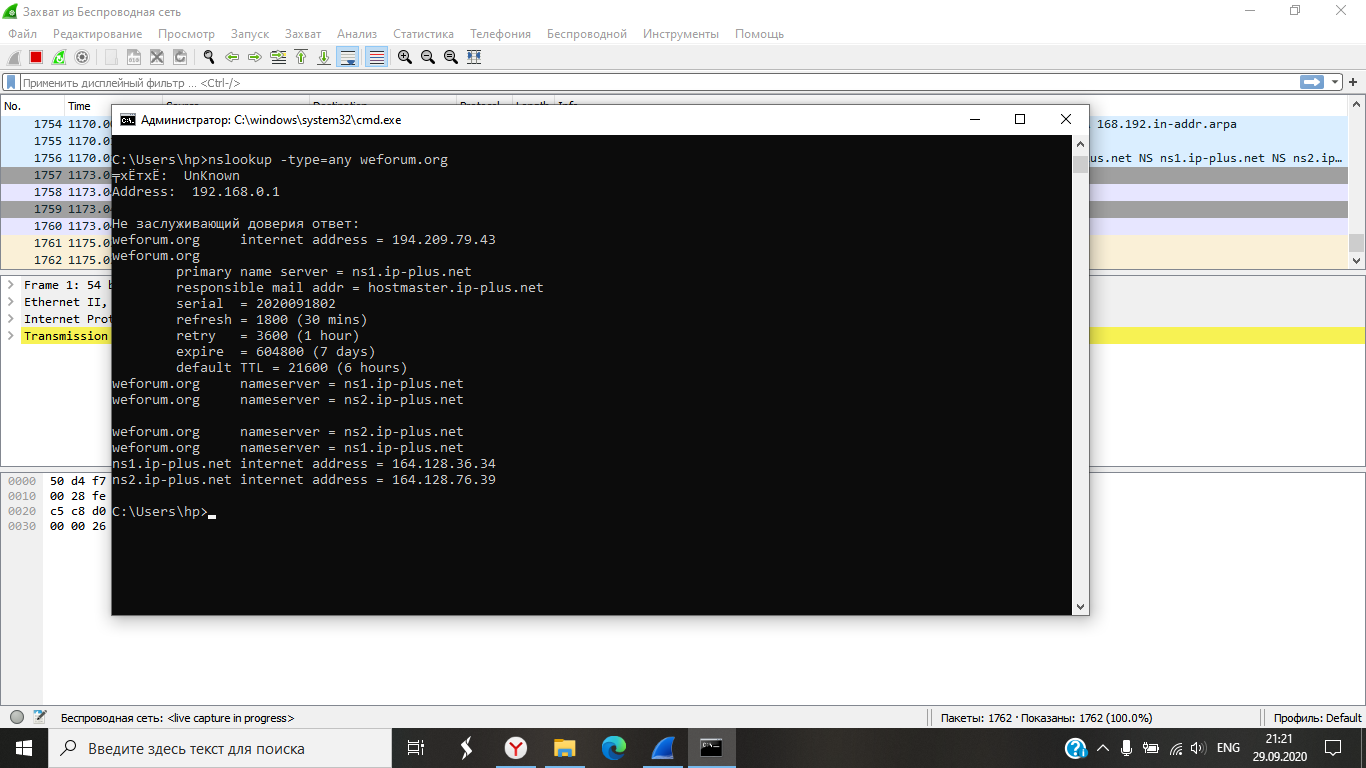 Захват из Беспроводная сеть
Файл Редактирование Просмотр Запуск Захват Анализ Статистика Телефония Беспроводной Инструменты Помощь
Применить дисплейный фильтр ... <Ctrl-/>
No. Time Source Destination Protocol Length Info
1754 1170.0 168.192.in-addr.arpa
1755 1170.0
1756 1170.0 us.net NS ns1.ip-plus.net NS ns2.ip…
1757 1173.0
1758 1173.0
1759 1173.0
1760 1173.0
1761 1175.0
1762 1175.0
Администратор: C:\windows\system32\cmd.exe
C:\Users\hp>nslookup -type=any weforum.org
╤хЁтхЁ:  UnKnown
Address:  192.168.0.1
Не заслуживающий доверия ответ:
weforum.org     internet address = 194.209.79.43
weforum.org
primary name server = ns1.ip-plus.net
responsible mail addr = hostmaster.ip-plus.net
serial  = 2020091802
refresh = 1800 (30 mins)
retry   = 3600 (1 hour)
expire  = 604800 (7 days)
default TTL = 21600 (6 hours)
weforum.org     nameserver = ns1.ip-plus.net
weforum.org     nameserver = ns2.ip-plus.net
weforum.org     nameserver = ns2.ip-plus.net
weforum.org     nameserver = ns1.ip-plus.net
ns1.ip-plus.net internet address = 164.128.36.34
ns2.ip-plus.net internet address = 164.128.76.39
C:\Users\hp>
Frame 1: 54 b
Ethernet II,
Internet Prot
Transmission
0000 50 d4 f7
0010 00 28 fe
0020 c5 c8 d0
0030 00 00 26
Беспроводная сеть: <live capture in progress>
Пакеты: 1762 · Показаны: 1762 (100.0%)
Профиль: Default
Введите здесь текст для поиска
ENG
21:21
29.09.2020